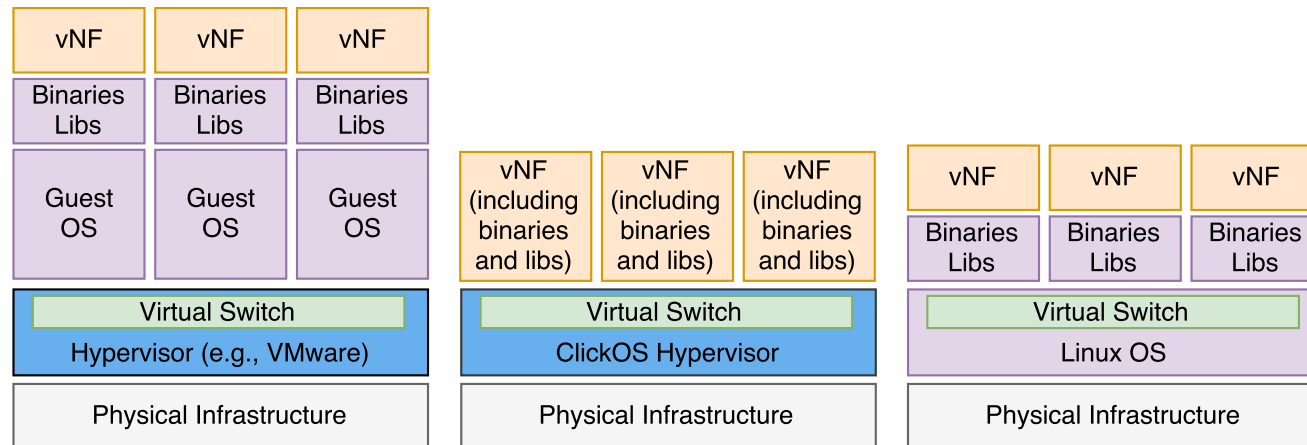 vNF
vNF
vNF
Binaries
Libs
Binaries
Libs
Binaries
Libs
Guest
OS
Guest
OS
Guest
OS
Virtual Switch
Hypervisor (e.g., VMware)
Physical Infrastructure
vNF
(including
binaries
and libs)
vNF
(including
binaries
and libs)
vNF
(including
binaries
and libs)
Virtual Switch
ClickOS Hypervisor
Physical Infrastructure
vNF
vNF
vNF
Binaries
Libs
Binaries
Libs
Binaries
Libs
Virtual Switch
Linux OS
Physical Infrastructure